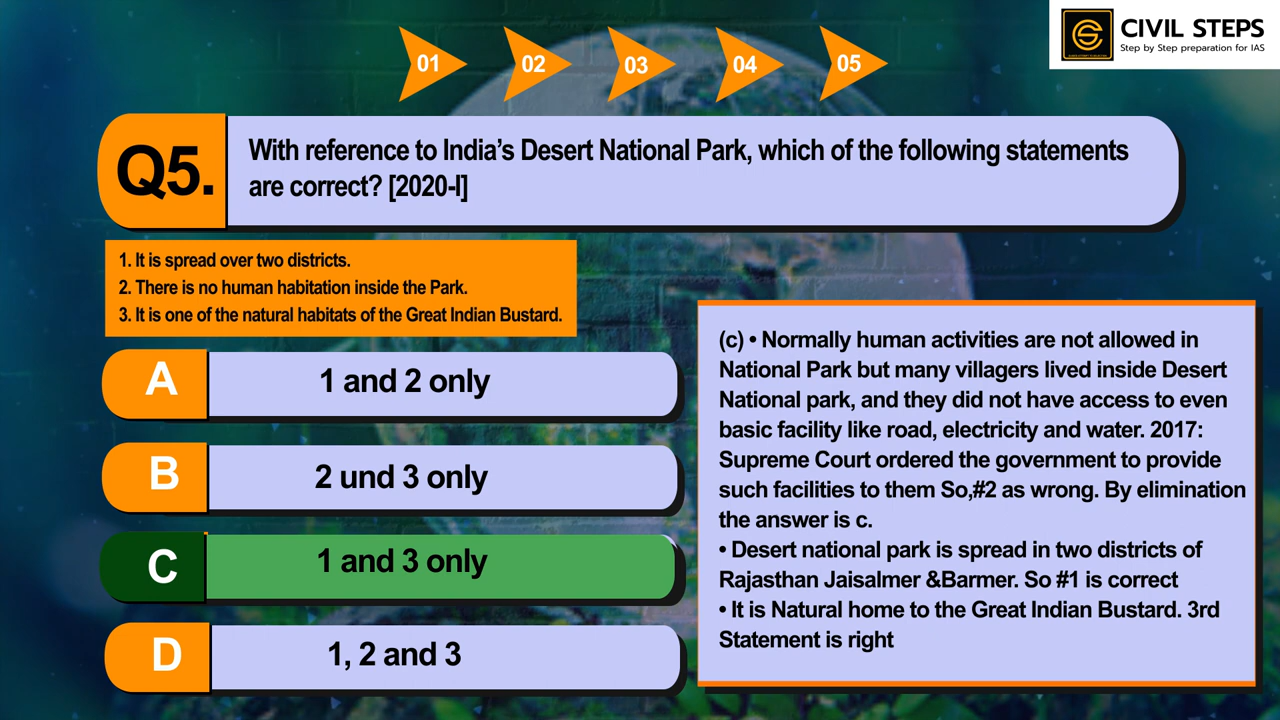 01 02 03 04 05
CIVIL STEPS
Step by Step preparation for IAS
Q5.
With reference to India's Desert National Park, which of the following statements
are correct? [2020-I]
1. It is spread over two districts.
2. There is no human habitation inside the Park.
3. It is one of the natural habitats of the Great Indian Bustard.
A
1 and 2 only
B
2 und 3 only
C
1 and 3 only
D
1, 2 and 3
(c) • Normally human activities are not allowed in
National Park but many villagers lived inside Desert
National park, and they did not have access to even
basic facility like road, electricity and water. 2017:
Supreme Court ordered the government to provide
such facilities to them So,#2 as wrong. By elimination
the answer is c.
• Desert national park is spread in two districts of
Rajasthan Jaisalmer &Barmer. So #1 is correct
• It is Natural home to the Great Indian Bustard. 3rd
Statement is right